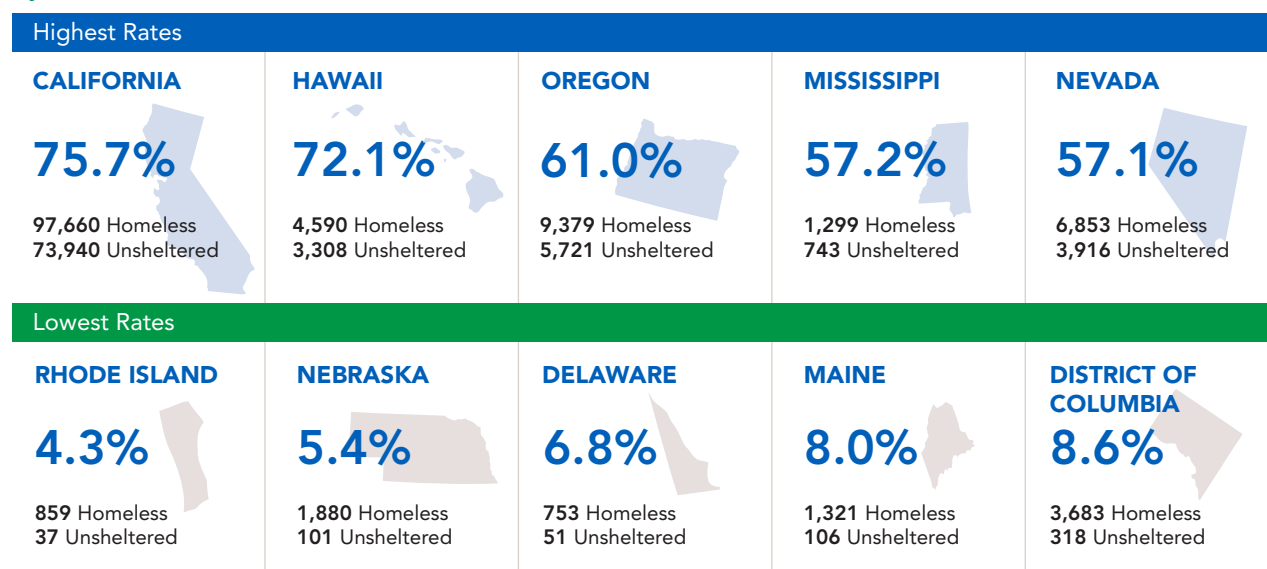 Highest Rates
CALIFORNIA
75.7%
97,660 Homeless
73,940 Unsheltered
HAWAII
72.1%
4,590 Homeless
3,308 Unsheltered
OREGON
61.0%
9,379 Homeless
5,721 Unsheltered
MISSISSIPPI
57.2%
1,299 Homeless
743 Unsheltered
NEVADA
57.1%
6,853 Homeless
3,916 Unsheltered
Lowest Rates
RHODE ISLAND
4.3%
859 Homeless
37 Unsheltered
NEBRASKA
5.4%
1,880 Homeless
101 Unsheltered
DELAWARE
6.8%
753 Homeless
51 Unsheltered
MAINE
8.0%
1,321 Homeless
106 Unsheltered
DISTRICT OF
COLUMBIA
8.6%
3,683 Homeless
318 Unsheltered